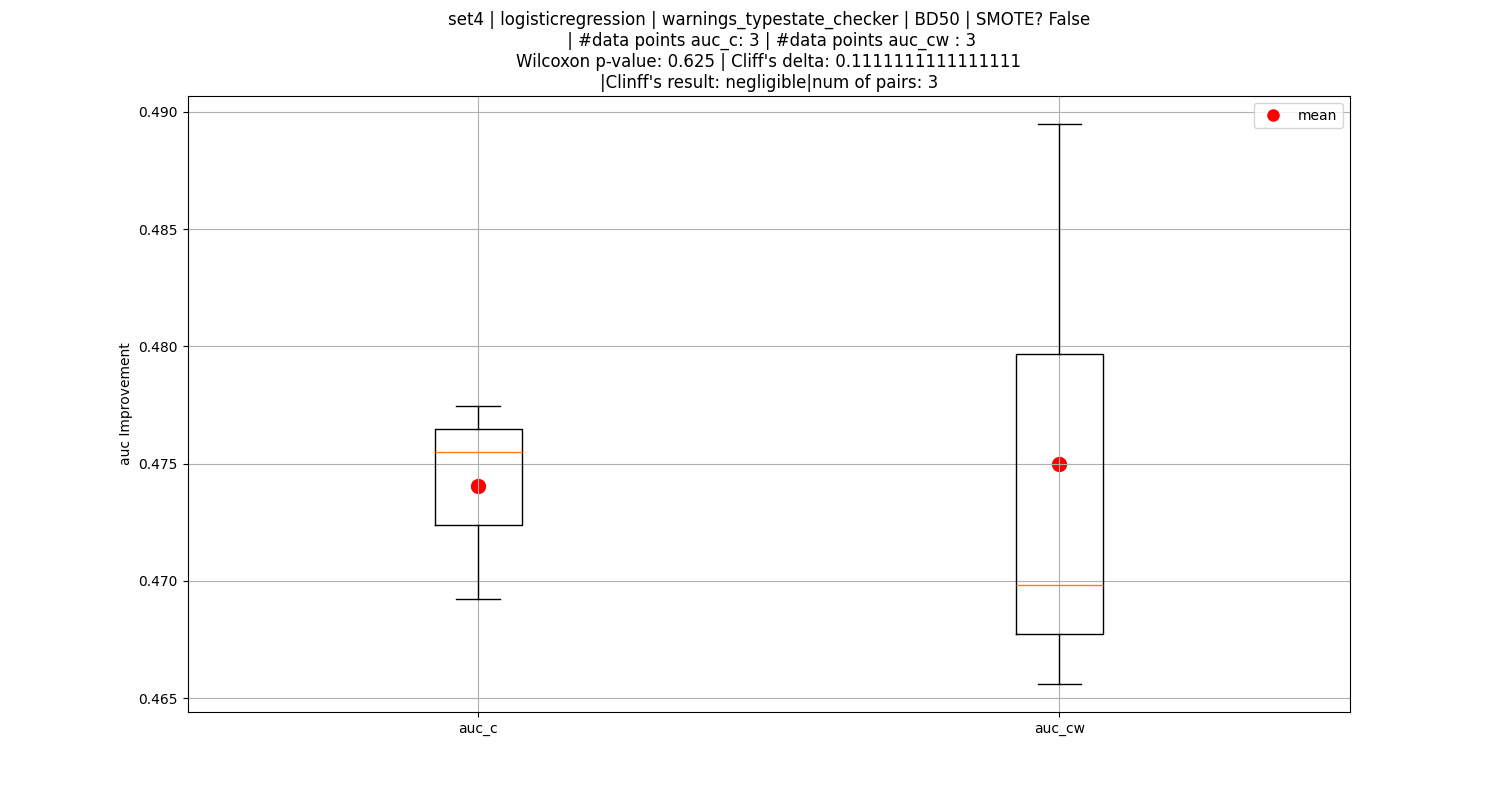 set4 | logisticregression | warnings_typestate_checker | BD50 | SMOTE? False
| #data points auc_c: 3 | #data points auc_cw : 3
Wilcoxon p-value: 0.625 | Cliff's delta: 0.1111111111111111
|Clinff's result: negligible|num of pairs: 3
mean
0.490
0.485
0.480
0.475
0.470
0.465
auc Improvement
auc_c
auc_cw